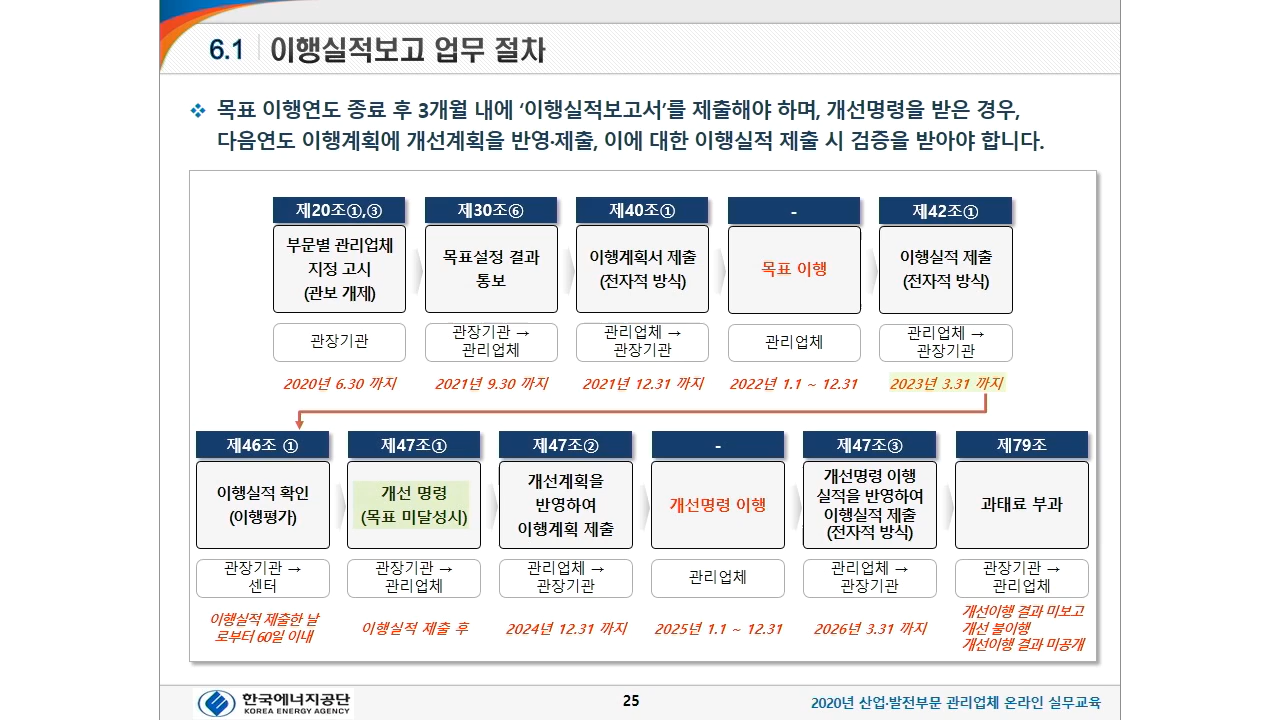 6.1 이행실적보고 업무 절차
❖ 목표 이행연도 종료 후 3개월 내에 ‘이행실적보고서’를 제출해야 하며, 개선명령을 받은 경우,
다음연도 이행계획에 개선계획을 반영·제출, 이에 대한 이행실적 제출 시 검증을 받아야 합니다.
제20조①,③
부문별 관리업체
지정 고시
(관보 개제)
관장기관
2020년 6.30 까지
제30조⑥
목표설정 결과
통보
관장기관 →
관리업체
2021년 9.30 까지
제40조①
이행계획서 제출
(전자적 방식)
관리업체 →
관장기관
2021년 12.31 까지
-
목표 이행
관리업체
2022년 1.1 ~ 12.31
제42조①
이행실적 제출
(전자적 방식)
관리업체 →
관장기관
2023년 3.31 까지
제46조 ①
이행실적 확인
(이행평가)
관장기관 →
센터
이행실적 제출한 날
로부터 60일 이내
제47조①
개선 명령
(목표 미달성시)
관장기관 →
관리업체
이행실적 제출 후
제47조②
개선계획을
반영하여
이행계획 제출
관리업체 →
관장기관
2024년 12.31 까지
-
개선명령 이행
관리업체
2025년 1.1 ~ 12.31
제47조③
개선명령 이행
실적을 반영하여
이행실적 제출
(전자적 방식)
관리업체 →
관장기관
2026년 3.31 까지
제79조
과태료 부과
관장기관 →
관리업체
개선이행 결과 미보고
개선 불이행
개선이행 결과 미공개
한국에너지공단
KOREA ENERGY AGENCY
25
2020년 산업·발전부문 관리업체 온라인 실무교육